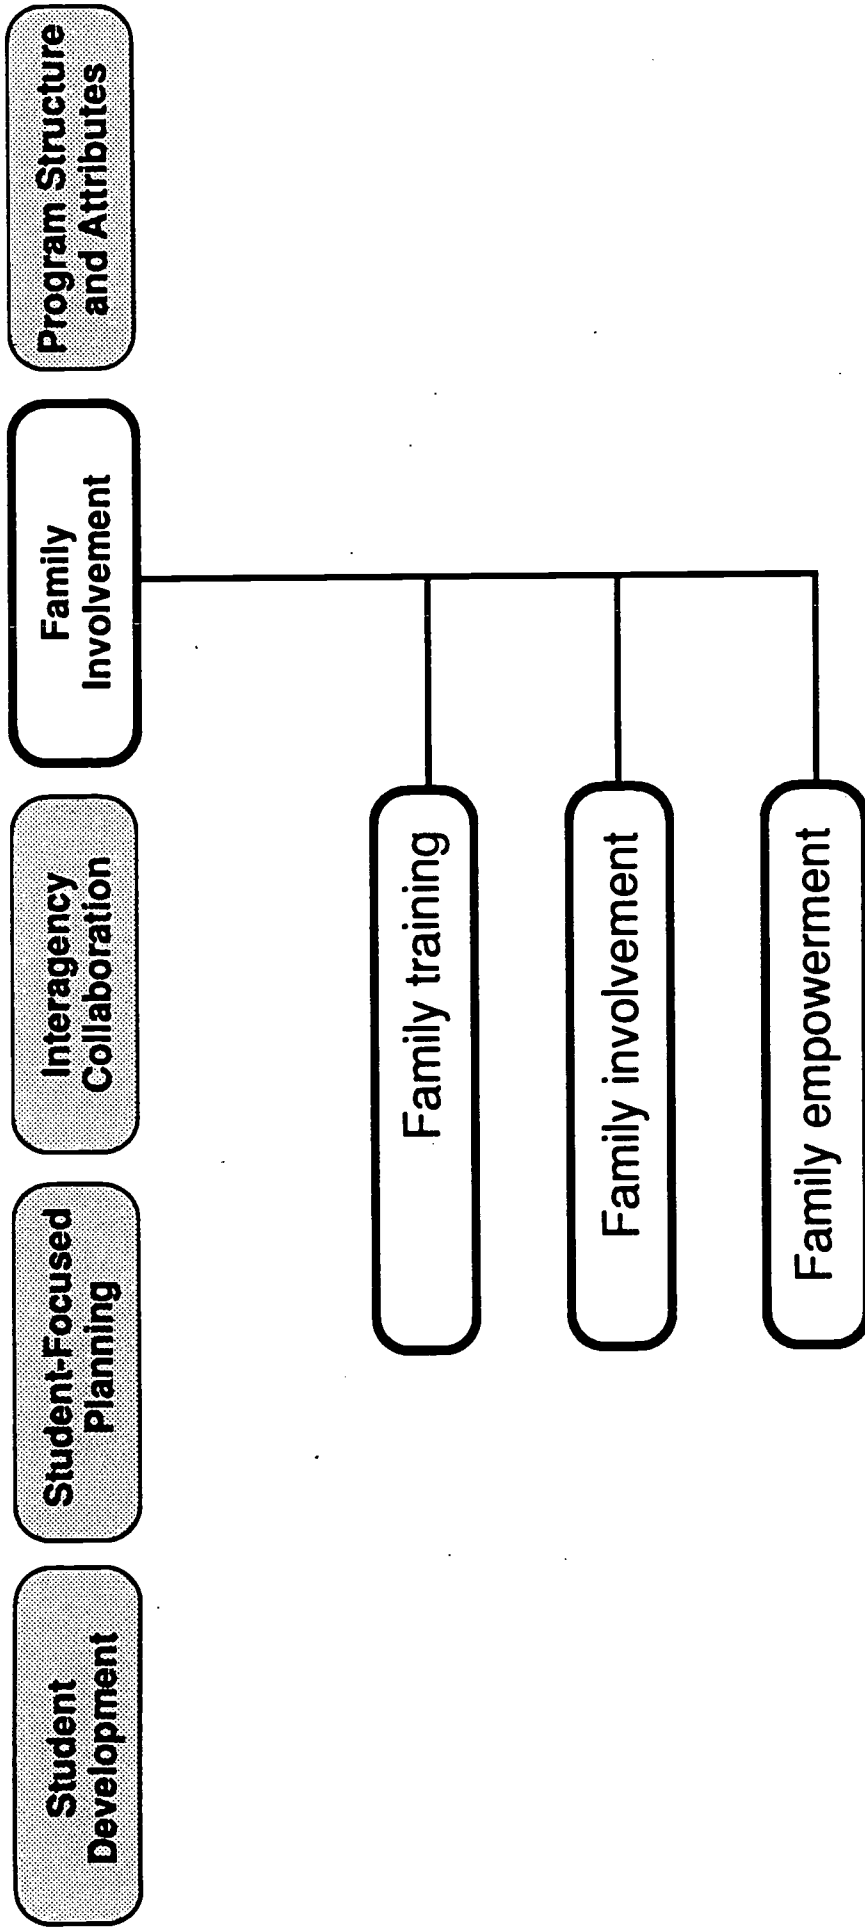 Student
Development
Student-Focused
Planning
Interagency
Collaboration
Family
Involvement
Program Structure
and Attributes
Family training
Family involvement
Family empowerment